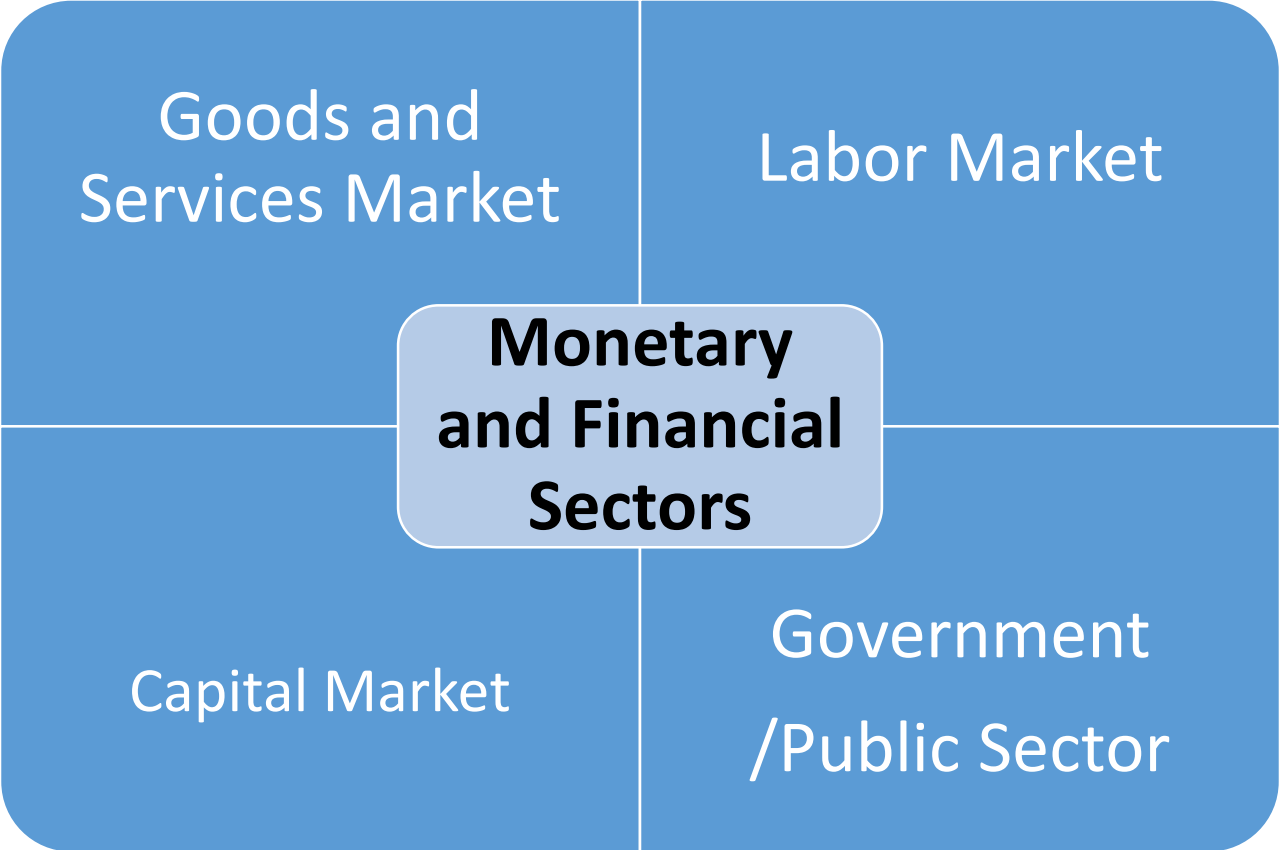 Goods and
Services Market
Labor Market
Monetary
and Financial
Sectors
Capital Market
Government
/Public Sector